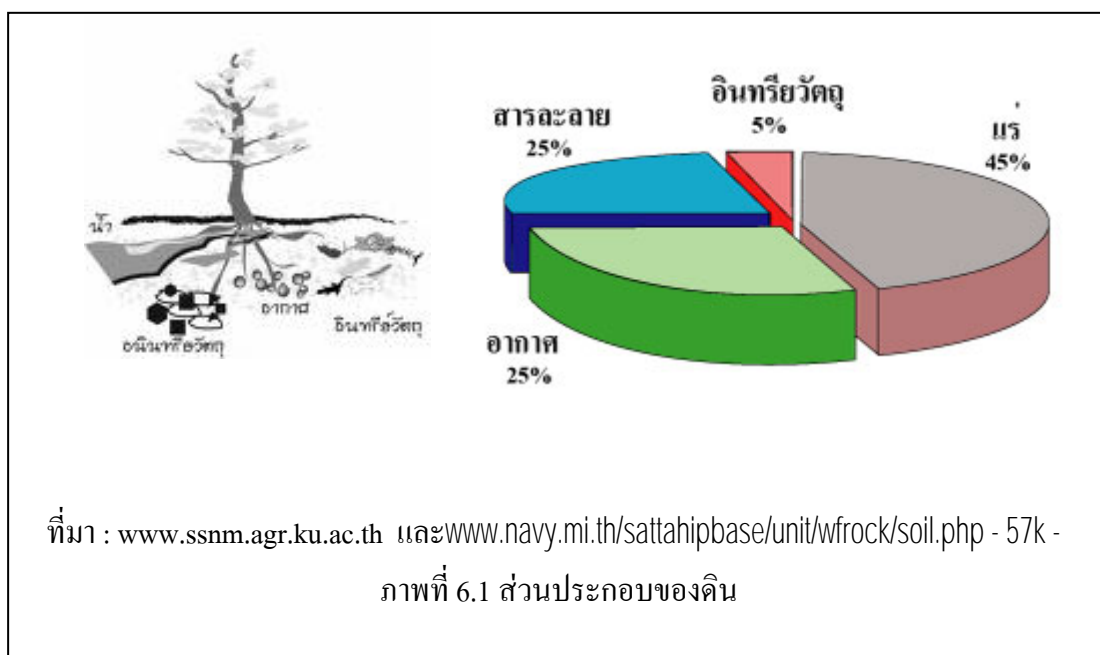 น้ำ
อากาศ
อินทรียวัตถุ
อนินทรียวัตถุ
สารละลาย
25%
อินทรียวัตถุ
5%
แร่
45%
อากาศ
25%
ที่มา : www.ssnm.agr.ku.ac.th และwww.navy.mi.th/sattahipbase/unit/wfrock/soil.php - 57k -
ภาพที่ 6.1 ส่วนประกอบของดิน